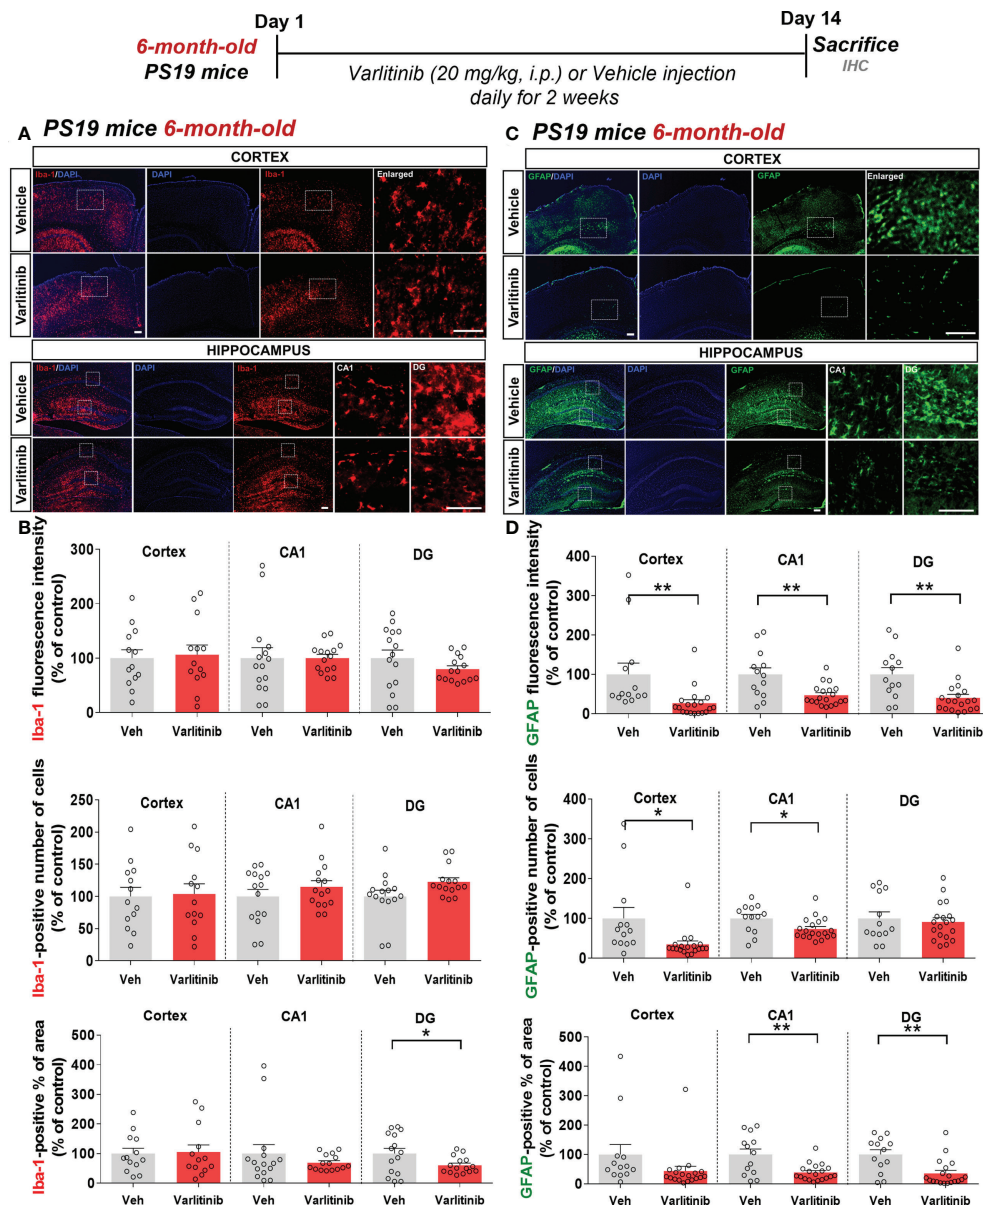 Day 1
Day 14
6-month-old
PS19 mice
Varlitinib (20 mg/kg, i.p.) or Vehicle injection
daily for 2 weeks
Sacrifice
IHC
A PS19 mice 6-month-old
CORTEX
Vehicle
Iba-1/DAPI
DAPI
Iba-1
Enlarged
Varlitinib
HIPPOCAMPUS
Vehicle
Iba-1/DAPI
DAPI
Iba-1
CA1
DG
Varlitinib
C PS19 mice 6-month-old
CORTEX
Vehicle
GFAP/DAPI
DAPI
GFAP
Enlarged
Varlitinib
HIPPOCAMPUS
Vehicle
GFAP/DAPI
DAPI
GFAP
CA1
DG
Varlitinib
B
Iba-1 fluorescence intensity
(% of control)
300
200
100
0
Cortex
CA1
DG
Veh Varlitinib Veh Varlitinib Veh Varlitinib
Iba-1-positive number of cells
(% of control)
250
200
150
100
50
0
Cortex
CA1
DG
Veh Varlitinib Veh Varlitinib Veh Varlitinib
Iba-1-positive % of area
(% of control)
500
400
300
200
100
0
Cortex
CA1
DG
*
Veh Varlitinib Veh Varlitinib Veh Varlitinib
D
GFAP fluorescence intensity
(% of control)
400
300
200
100
0
Cortex
CA1
DG
**
**
**
Veh Varlitinib Veh Varlitinib Veh Varlitinib
GFAP-positive number of cells
(% of control)
400
300
200
100
0
Cortex
CA1
DG
*
*
Veh Varlitinib Veh Varlitinib Veh Varlitinib
GFAP-positive % of area
(% of control)
500
400
300
200
100
0
Cortex
CA1
DG
**
**
Veh Varlitinib Veh Varlitinib Veh Varlitinib